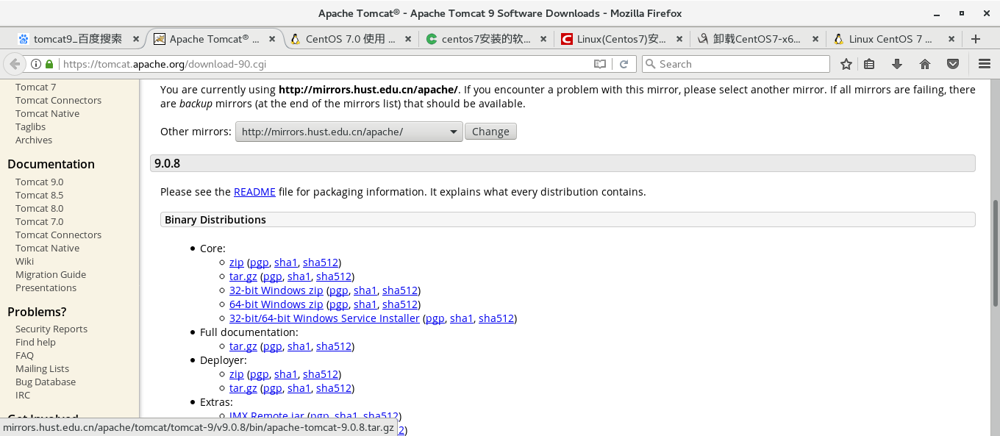 Apache Tomcat® - Apache Tomcat 9 Software Downloads - Mozilla Firefox
tomcat9_百度搜索 Apache Tomcat® ... CentOS 7.0 使用 ... centos7安装的软... Linux(Centos7)安... 卸载CentOS7-x6... Linux CentOS 7 ...
https://tomcat.apache.org/download-90.cgi Search
Tomcat 7
Tomcat Connectors
Tomcat Native
Taglibs
Archives
Documentation
Tomcat 9.0
Tomcat 8.5
Tomcat 8.0
Tomcat 7.0
Tomcat Connectors
Tomcat Native
Wiki
Migration Guide
Presentations
Problems?
Security Reports
Find help
FAQ
Mailing Lists
Bug Database
IRC
Get Involved
You are currently using http://mirrors.hust.edu.cn/apache/. If you encounter a problem with this mirror, please select another mirror. If all mirrors are failing, there
are backup mirrors (at the end of the mirrors list) that should be available.
Other mirrors: http://mirrors.hust.edu.cn/apache/ Change
9.0.8
Please see the README file for packaging information. It explains what every distribution contains.
Binary Distributions
Core:
zip (pgp, sha1, sha512)
tar.gz (pgp, sha1, sha512)
32-bit Windows zip (pgp, sha1, sha512)
64-bit Windows zip (pgp, sha1, sha512)
32-bit/64-bit Windows Service Installer (pgp, sha1, sha512)
Full documentation:
tar.gz (pgp, sha1, sha512)
Deployer:
zip (pgp, sha1, sha512)
tar.gz (pgp, sha1, sha512)
Extras:
JMX Remote jar (pgp, sha1, sha512)
2)
mirrors.hust.edu.cn/apache/tomcat/tomcat-9/v9.0.8/bin/apache-tomcat-9.0.8.tar.gz